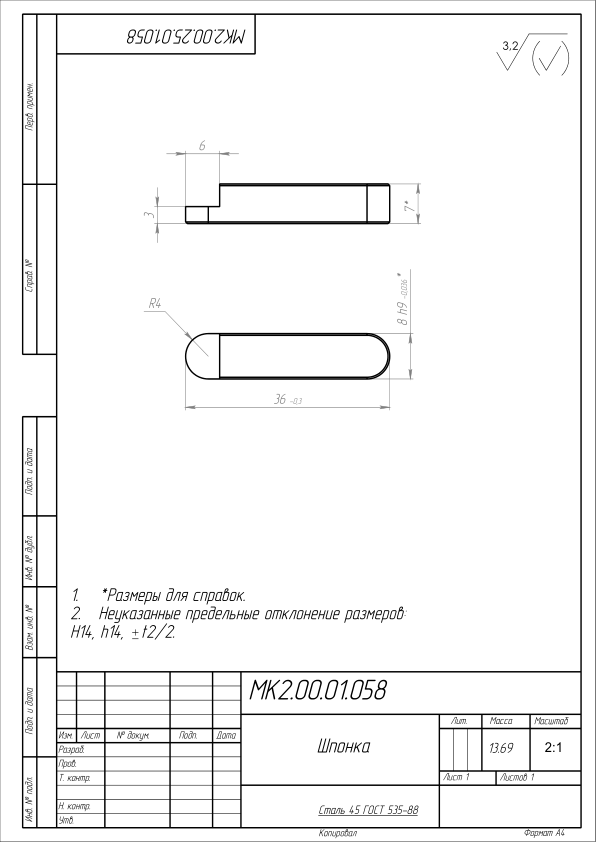 МК2.00.25.01.058
3,2
Перв. примен.
Справ. №
Подп. и дата
Инв. № дубл.
Взам. инв. №
Подп. и дата
Инв. № подл.
6
3
7*
R4
8 h9 -0,036 *
36 -0,3
1. *Размеры для справок.
2. Неуказанные предельные отклонение размеров:
H14, h14, ±t2/2.
МК2.00.01.058
Изм. Лист № докум. Подп. Дата
Разраб.
Пров.
Т. контр.
Н. контр.
Утв.
Шпонка
Лит. Масса Масштаб
13.69 2:1
Лист 1 Листов 1
Сталь 45 ГОСТ 535-88
Копировал Формат А4